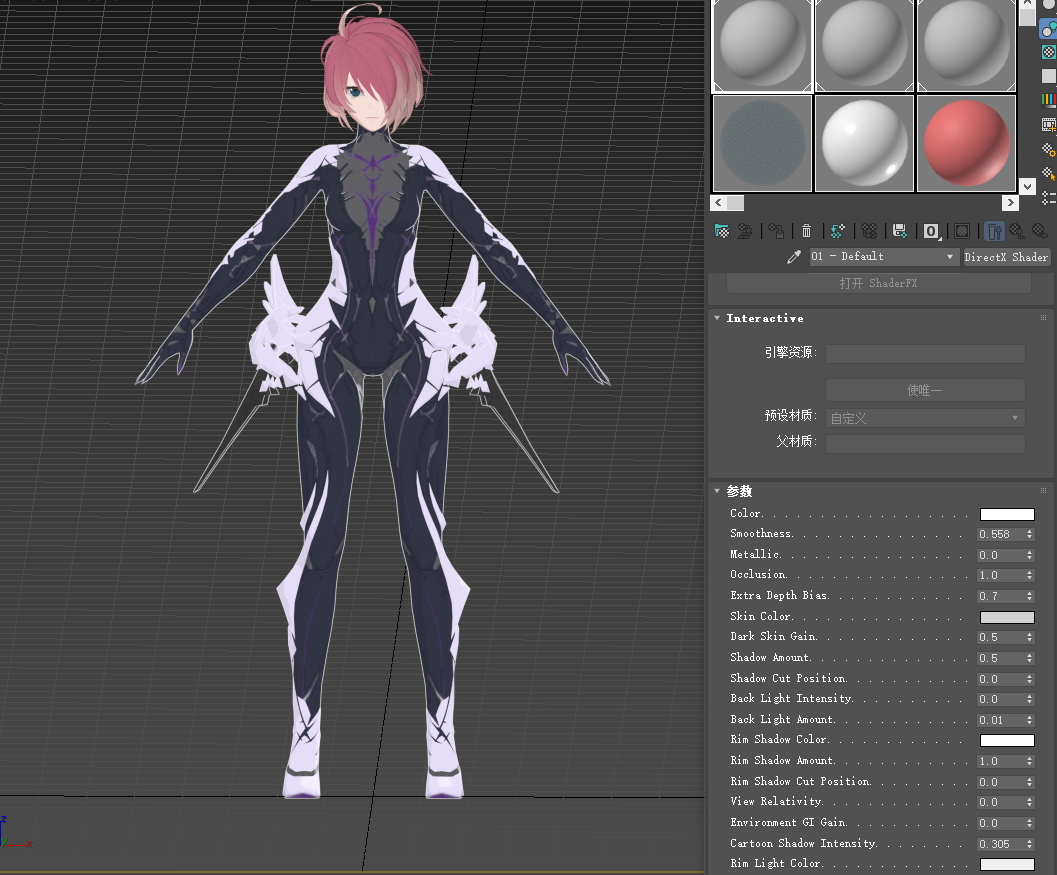 0
01 - Default
DirectX Shader
打开 ShaderFX
Interactive
引擎资源:
使唯一
预设材质:
自定义
父材质:
参数
Color
Smoothness
0.558
Metallic
0.0
Occlusion
1.0
Extra Depth Bias
0.7
Skin Color
Dark Skin Gain
0.5
Shadow Amount
0.5
Shadow Cut Position
0.0
Back Light Intensity
0.0
Back Light Amount
0.01
Rim Shadow Color
Rim Shadow Amount
1.0
Rim Shadow Cut Position
0.0
View Relativity
0.0
Environment GI Gain
0.0
Cartoon Shadow Intensity
0.305
Rim Light Color
z
x